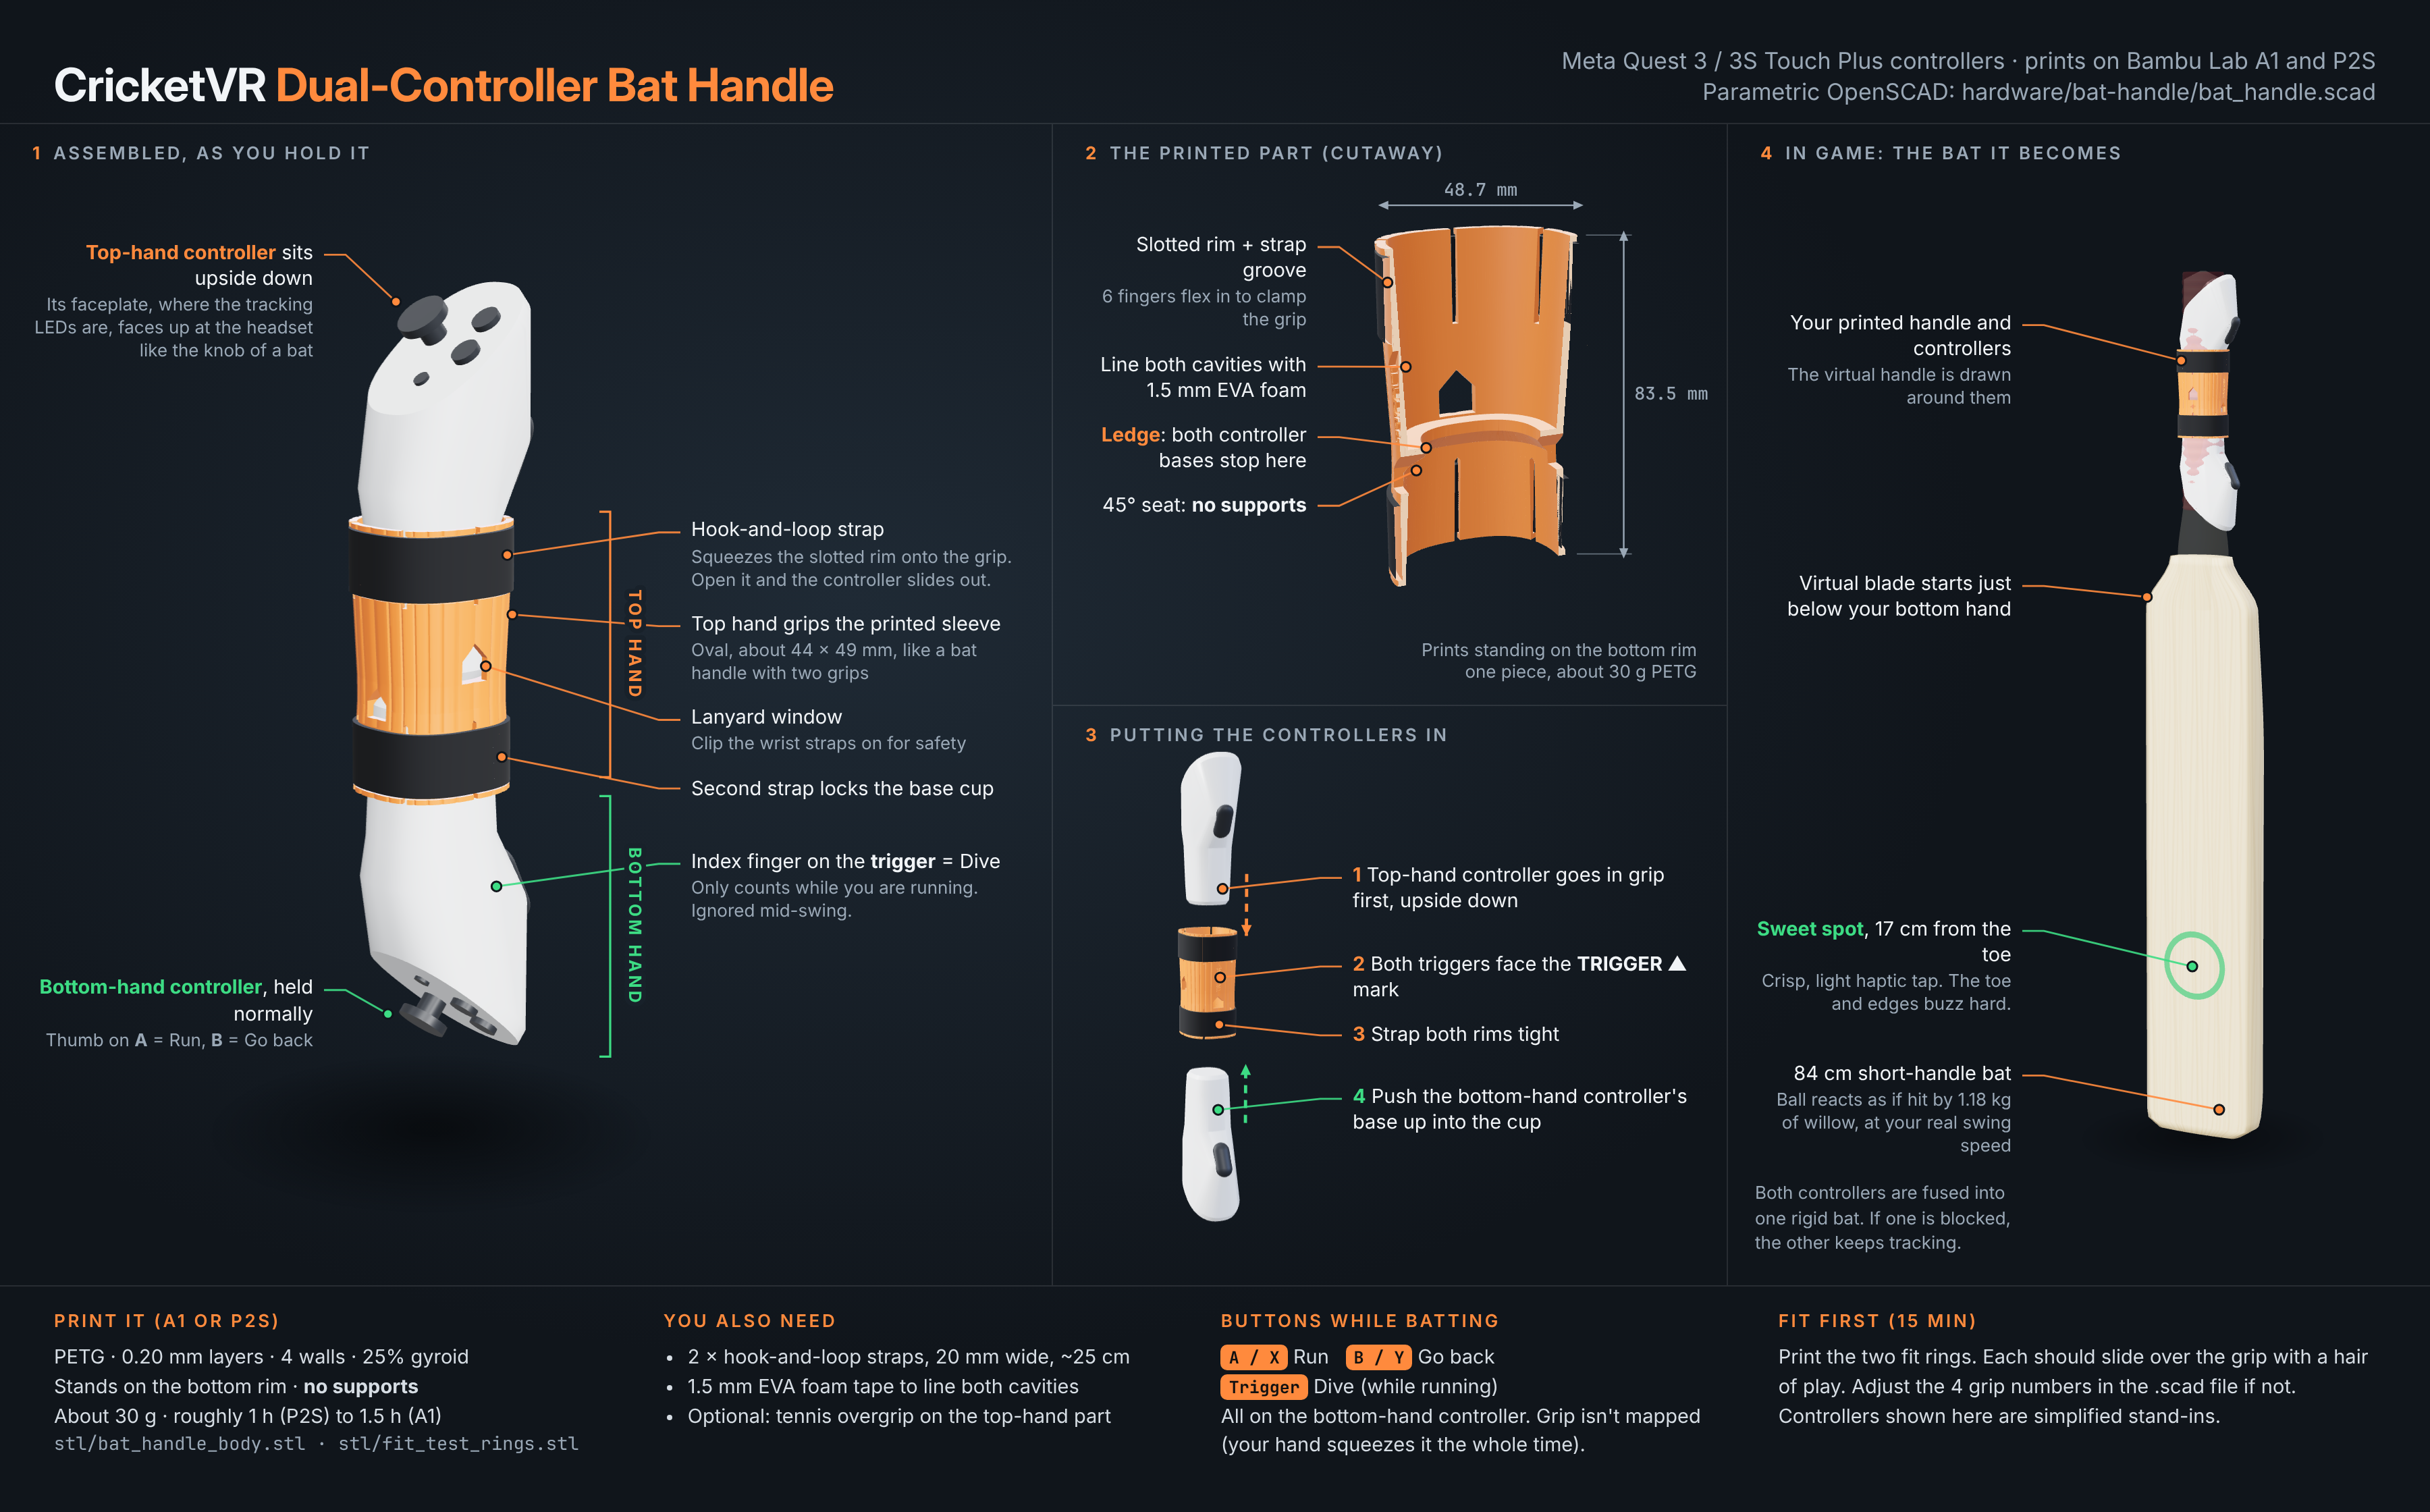 CricketVR Dual-Controller Bat Handle
Meta Quest 3 / 3S Touch Plus controllers · prints on Bambu Lab A1 and P2S
Parametric OpenSCAD: hardware/bat-handle/bat_handle.scad
1 ASSEMBLED, AS YOU HOLD IT
Top-hand controller sits
upside down
Its faceplate, where the tracking
LEDs are, faces up at the headset
like the knob of a bat
Hook-and-loop strap
Squeezes the slotted rim onto the grip.
Open it and the controller slides out.
TOP HAND
Top hand grips the printed sleeve
Oval, about 44 × 49 mm, like a bat
handle with two grips
Lanyard window
Clip the wrist straps on for safety
Second strap locks the base cup
BOTTOM HAND
Index finger on the trigger = Dive
Only counts while you are running.
Ignored mid-swing.
Bottom-hand controller, held
normally
Thumb on A = Run, B = Go back
2 THE PRINTED PART (CUTAWAY)
48.7 mm
Slotted rim + strap
groove
6 fingers flex in to clamp
the grip
Line both cavities with
1.5 mm EVA foam
83.5 mm
Ledge: both controller
bases stop here
45° seat: no supports
Prints standing on the bottom rim
one piece, about 30 g PETG
3 PUTTING THE CONTROLLERS IN
1 Top-hand controller goes in grip
first, upside down
2 Both triggers face the TRIGGER ▲
mark
3 Strap both rims tight
4 Push the bottom-hand controller's
base up into the cup
4 IN GAME: THE BAT IT BECOMES
Your printed handle and
controllers
The virtual handle is drawn
around them
Virtual blade starts just
below your bottom hand
Sweet spot, 17 cm from the
toe
Crisp, light haptic tap. The toe
and edges buzz hard.
84 cm short-handle bat
Ball reacts as if hit by 1.18 kg
of willow, at your real swing
speed
Both controllers are fused into
one rigid bat. If one is blocked,
the other keeps tracking.
PRINT IT (A1 OR P2S)
PETG · 0.20 mm layers · 4 walls · 25% gyroid
Stands on the bottom rim · no supports
About 30 g · roughly 1 h (P2S) to 1.5 h (A1)
stl/bat_handle_body.stl · stl/fit_test_rings.stl
YOU ALSO NEED
• 2 × hook-and-loop straps, 20 mm wide, ~25 cm
• 1.5 mm EVA foam tape to line both cavities
• Optional: tennis overgrip on the top-hand part
BUTTONS WHILE BATTING
A / X Run B / Y Go back
Trigger Dive (while running)
All on the bottom-hand controller. Grip isn't mapped
(your hand squeezes it the whole time).
FIT FIRST (15 MIN)
Print the two fit rings. Each should slide over the grip with a hair
of play. Adjust the 4 grip numbers in the .scad file if not.
Controllers shown here are simplified stand-ins.